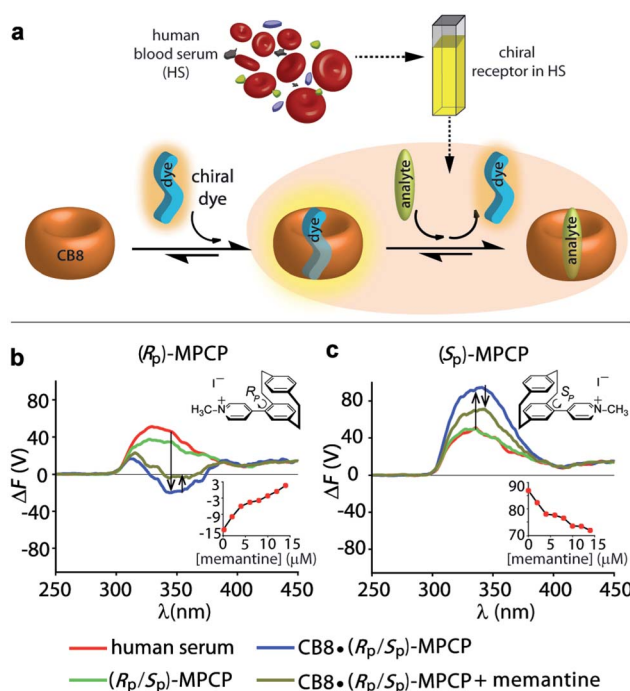 a
human
blood serum
(HS)
chiral
receptor in HS
dye
chiral
dye
analyte
dye
CB8
dye
analyte
b
(Rp)-MPCP
c
(Sp)-MPCP
80
40
0
-40
-80
ΔF (V)
I−
H3C-N+
Rp
3
-3
-9
-15
0 5 10 15
[memantine] (μM)
250 300 350 400 450
λ(nm)
80
40
0
-40
-80
ΔF (V)
I−
Sp
N+-CH3
90
80
70
0 5 10 15
[memantine] (μM)
250 300 350 400 450
λ (nm)
human serum
CB8•(Rp/Sp)-MPCP
(Rp/Sp)-MPCP
CB8•(Rp/Sp)-MPCP + memantine